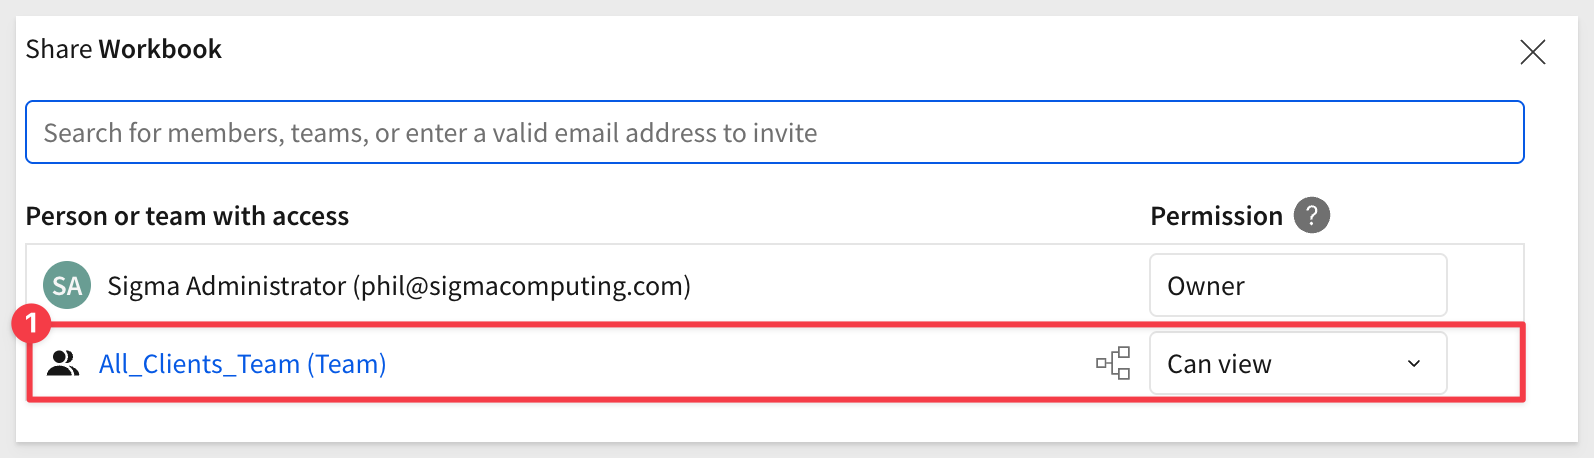 Share Workbook
Search for members, teams, or enter a valid email address to invite
Person or team with access Permission ?
SA Sigma Administrator (phil@sigmacomputing.com) Owner
1
All_Clients_Team (Team) Can view